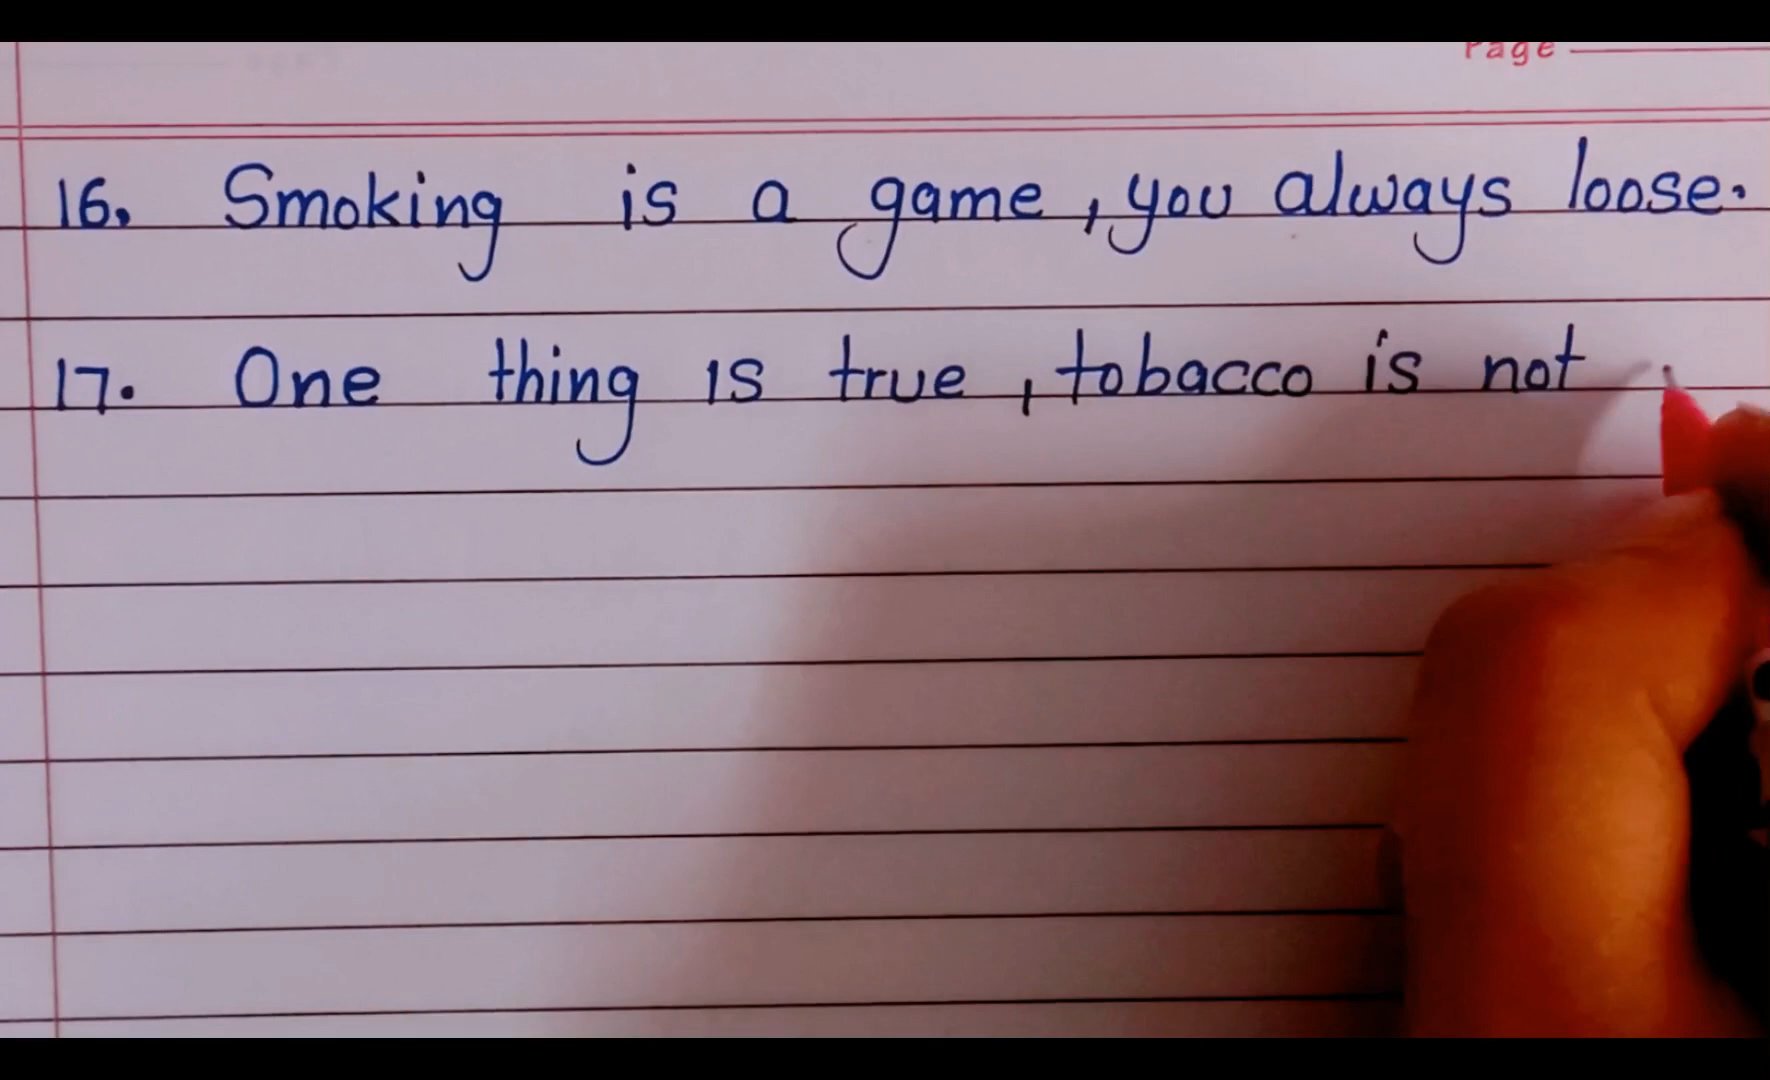 Page
16. Smoking is a game, you always loose.
17. One thing is true, tobacco is not